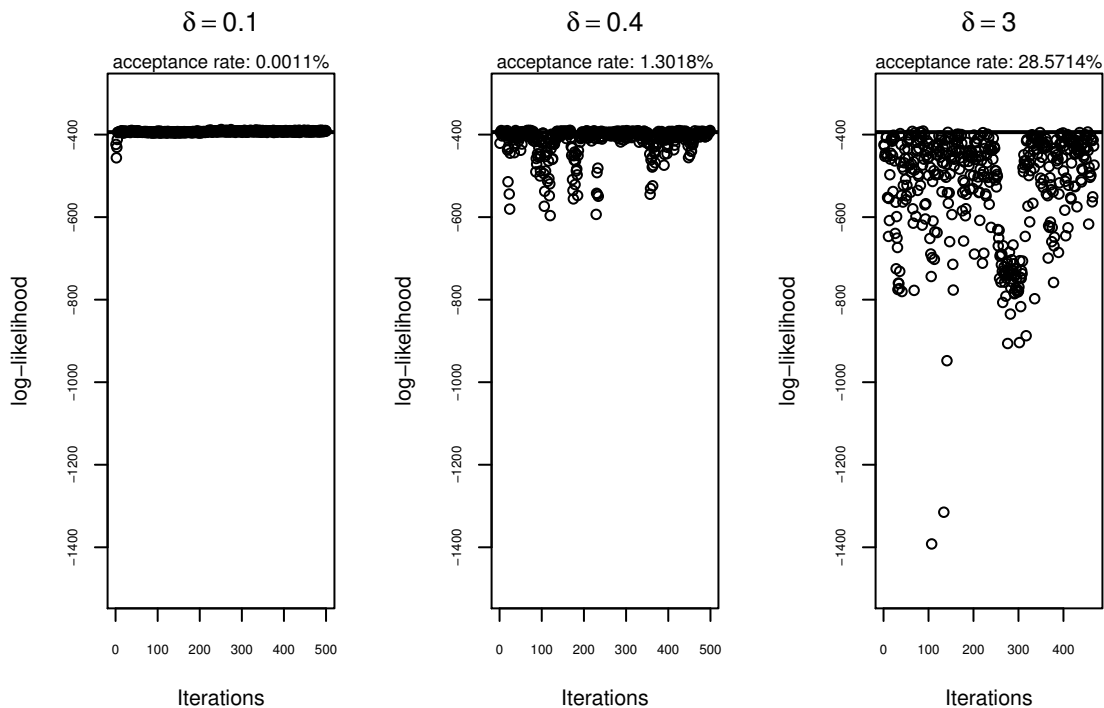 δ = 0.1
acceptance rate: 0.0011%
log−likelihood
−400
−600
−800
−1000
−1200
−1400
0 100 200 300 400 500
Iterations
δ = 0.4
acceptance rate: 1.3018%
log−likelihood
−400
−600
−800
−1000
−1200
−1400
0 100 200 300 400 500
Iterations
δ = 3
acceptance rate: 28.5714%
log−likelihood
−400
−600
−800
−1000
−1200
−1400
0 100 200 300 400
Iterations